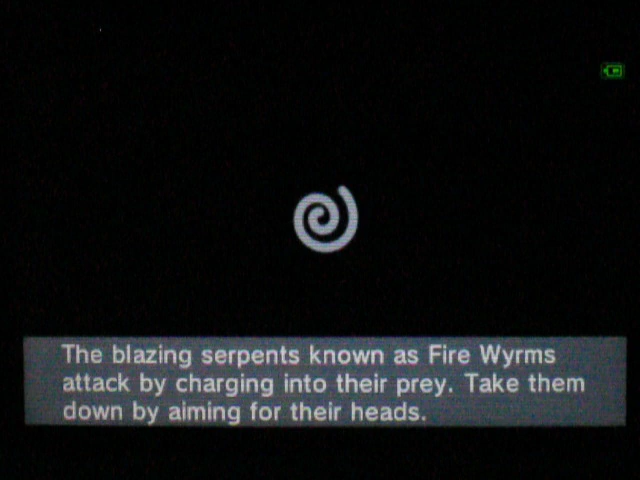 The blazing serpents known as Fire Wyrms
attack by charging into their prey. Take them
down by aiming for their heads.